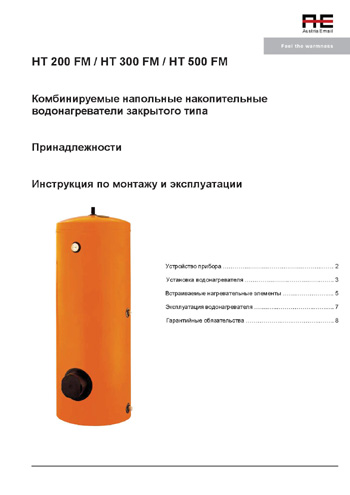 Austria Email
Feel the warmness
HT 200 FM / HT 300 FM / HT 500 FM
Комбинируемые напольные накопительные
водонагреватели закрытого типа
Принадлежности
Инструкция по монтажу и эксплуатации
Устройство прибора ........................................ 2
Установка водонагревателя ........................................ 3
Встраиваемые нагревательные элементы ........................ 5
Эксплуатация водонагревателя ........................................ 7
Гарантийные обязательства ........................................ 8